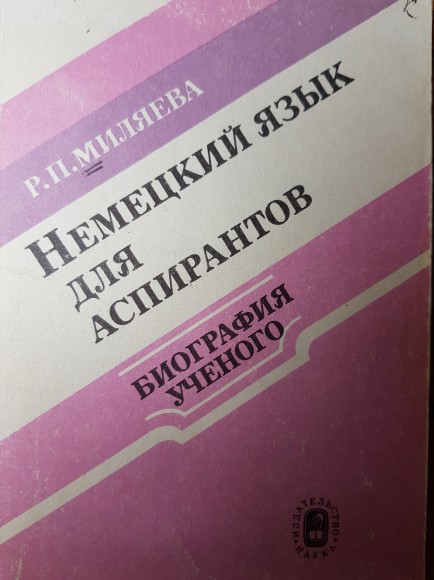 Р.П.МИЛЯЕВА
НЕМЕЦКИЙ ЯЗЫК
ДЛЯ
АСПИРАНТОВ
БИОГРАФИЯ
УЧЕНОГО
ИЗДАТЕЛЬСТВО
НАУКА